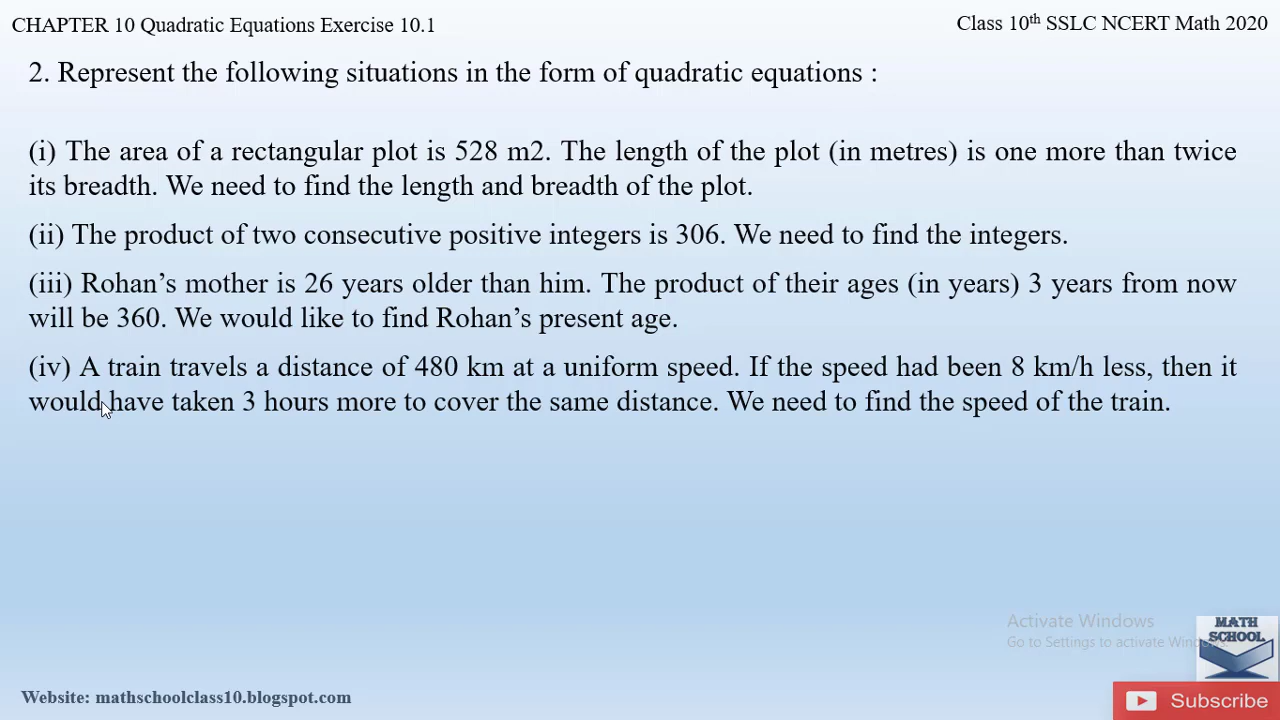 CHAPTER 10 Quadratic Equations Exercise 10.1
Class 10th SSLC NCERT Math 2020
2. Represent the following situations in the form of quadratic equations :
(i) The area of a rectangular plot is 528 m2. The length of the plot (in metres) is one more than twice
its breadth. We need to find the length and breadth of the plot.
(ii) The product of two consecutive positive integers is 306. We need to find the integers.
(iii) Rohan’s mother is 26 years older than him. The product of their ages (in years) 3 years from now
will be 360. We would like to find Rohan’s present age.
(iv) A train travels a distance of 480 km at a uniform speed. If the speed had been 8 km/h less, then it
would have taken 3 hours more to cover the same distance. We need to find the speed of the train.
Activate Windows
Go to Settings to activate Windows.
MATH
SCHOOL
Website: mathschoolclass10.blogspot.com
Subscribe